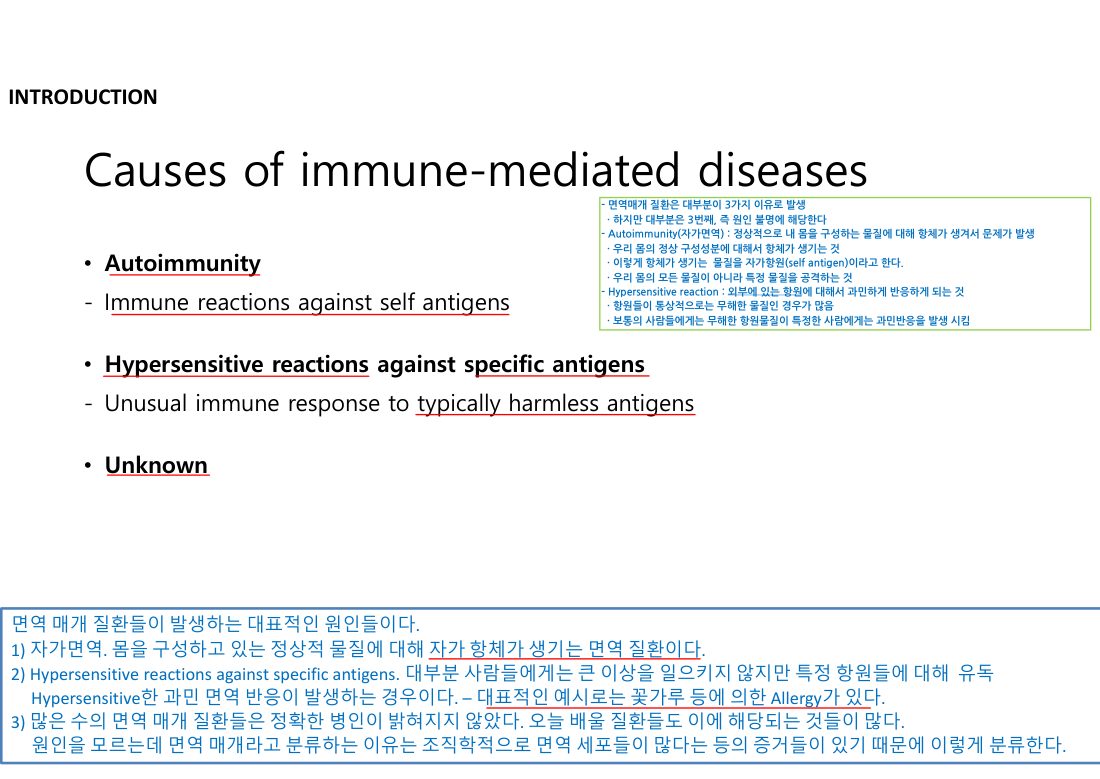 INTRODUCTION
Causes of immune-mediated diseases
- 면역매개 질환은 대부분이 3가지 이유로 발생
· 하지만 대부분은 3번째, 즉 원인 불명에 해당한다
- Autoimmunity(자가면역) : 정상적으로 내 몸을 구성하는 물질에 대해 항체가 생겨서 문제가 발생
· 우리 몸의 정상 구성성분에 대해서 항체가 생기는 것
· 이렇게 항체가 생기는 물질을 자가항원(self antigen)이라고 한다.
· 우리 몸의 모든 물질이 아니라 특정 물질을 공격하는 것
- Hypersensitive reaction : 외부에 있는 항원에 대해서 과민하게 반응하게 되는 것
· 항원들이 통상적으로는 무해한 물질인 경우가 많음
· 보통의 사람들에게는 무해한 항원물질이 특정한 사람에게는 과민반응을 발생 시킴
• Autoimmunity
- Immune reactions against self antigens
• Hypersensitive reactions against specific antigens
- Unusual immune response to typically harmless antigens
• Unknown
면역 매개 질환들이 발생하는 대표적인 원인들이다.
1) 자가면역. 몸을 구성하고 있는 정상적 물질에 대해 자가 항체가 생기는 면역 질환이다.
2) Hypersensitive reactions against specific antigens. 대부분 사람들에게는 큰 이상을 일으키지 않지만 특정 항원들에 대해 유독
Hypersensitive한 과민 면역 반응이 발생하는 경우이다. – 대표적인 예시로는 꽃가루 등에 의한 Allergy가 있다.
3) 많은 수의 면역 매개 질환들은 정확한 병인이 밝혀지지 않았다. 오늘 배울 질환들도 이에 해당되는 것들이 많다.
원인을 모르는데 면역 매개라고 분류하는 이유는 조직학적으로 면역 세포들이 많다는 등의 증거들이 있기 때문에 이렇게 분류한다.